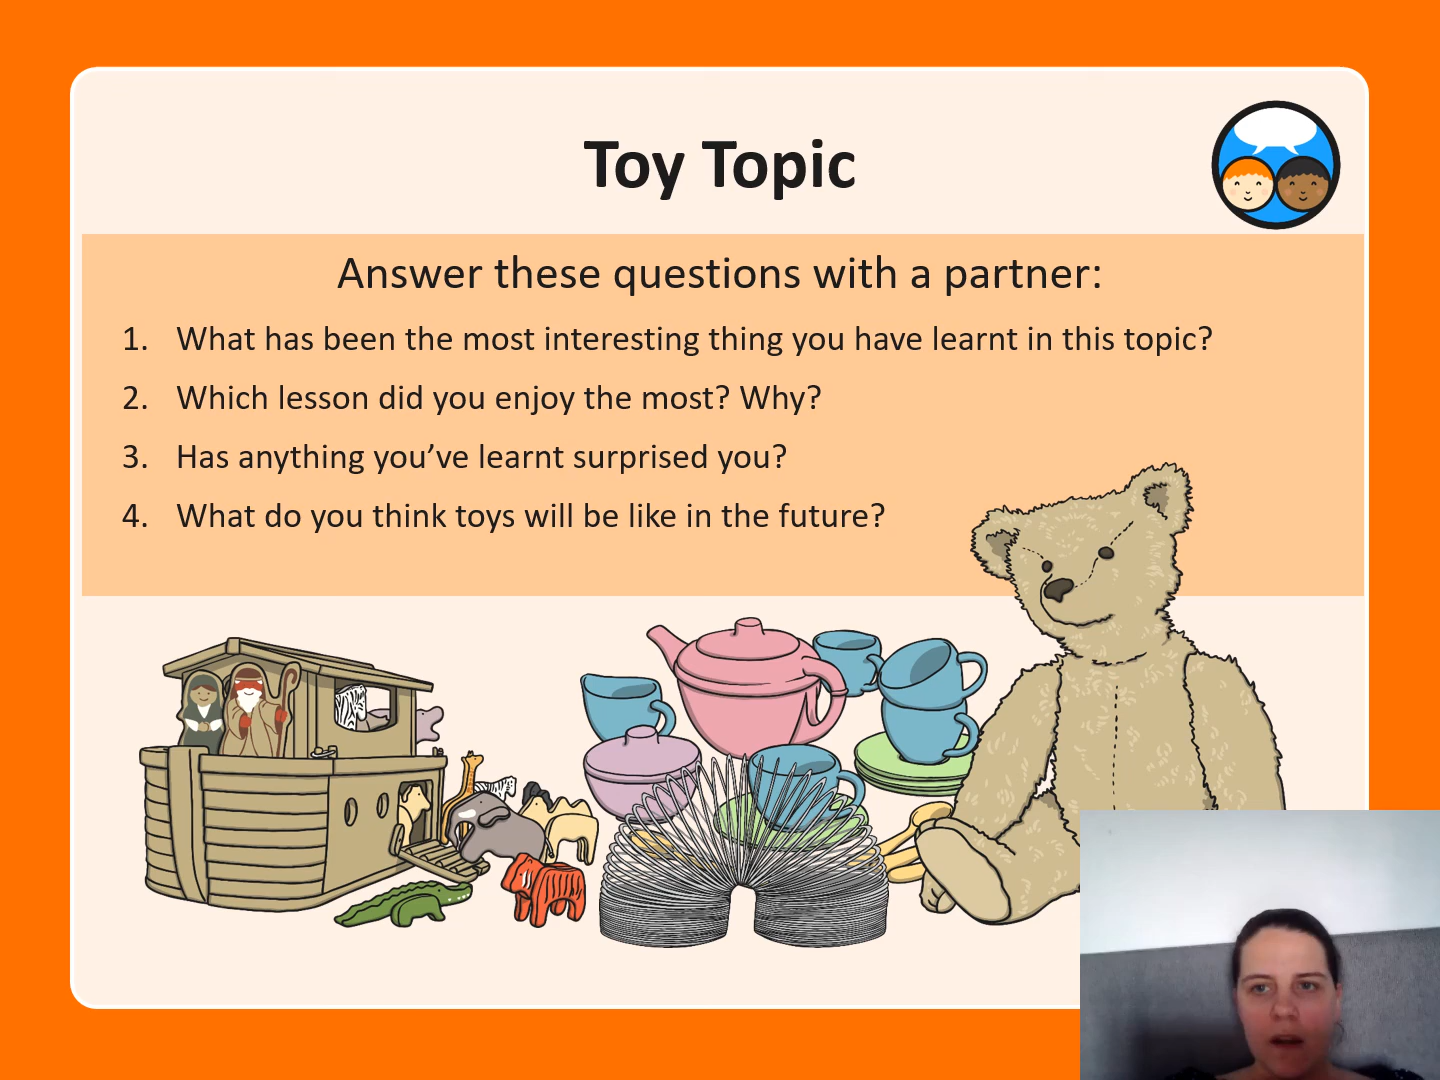 Toy Topic
Answer these questions with a partner:
1. What has been the most interesting thing you have learnt in this topic?
2. Which lesson did you enjoy the most? Why?
3. Has anything you’ve learnt surprised you?
4. What do you think toys will be like in the future?